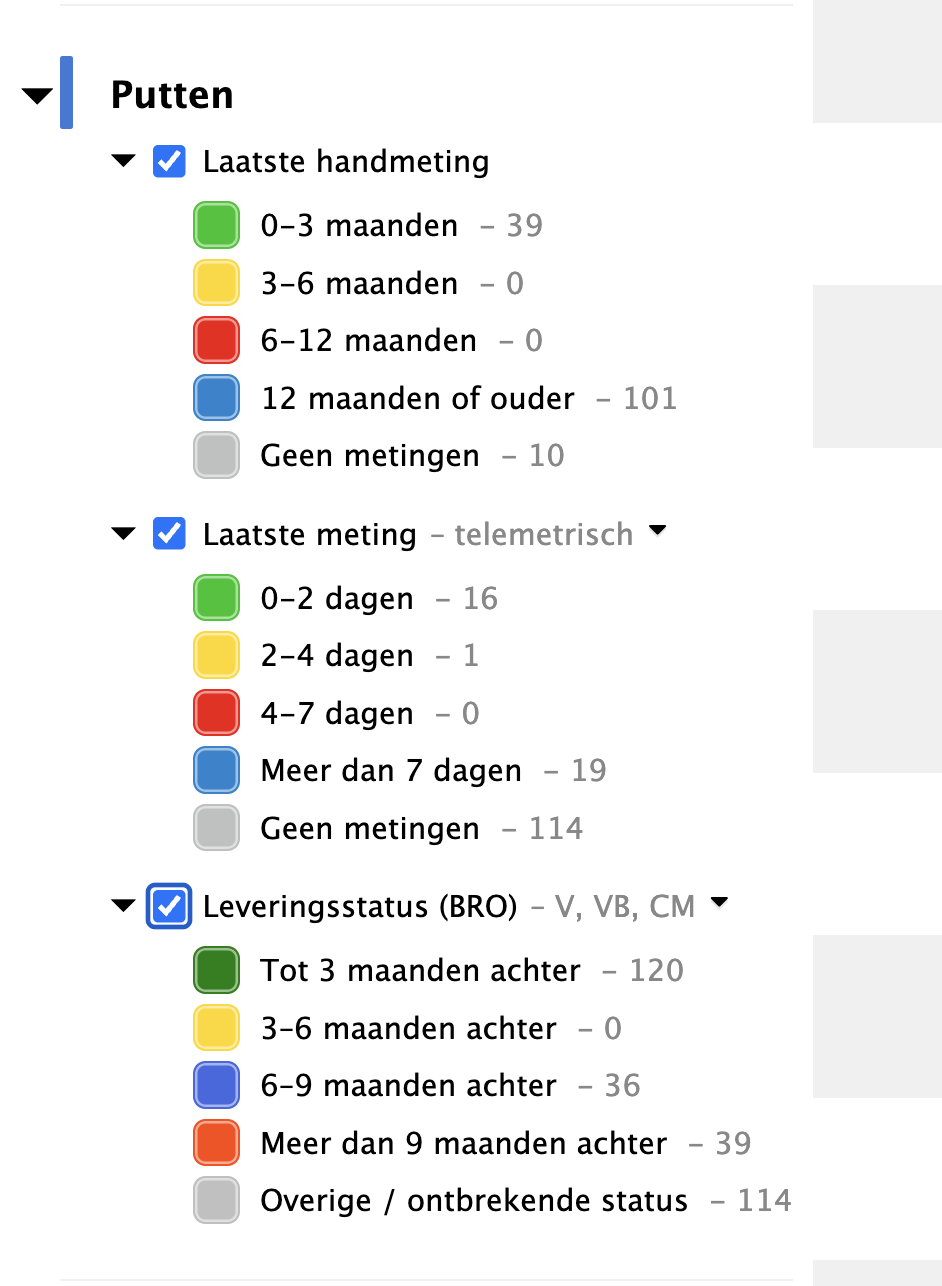 Putten
Laatste handmeting
0–3 maanden – 39
3–6 maanden – 0
6–12 maanden – 0
12 maanden of ouder – 101
Geen metingen – 10
Laatste meting – telemetrisch
0–2 dagen – 16
2–4 dagen – 1
4–7 dagen – 0
Meer dan 7 dagen – 19
Geen metingen – 114
Leveringsstatus (BRO) – V, VB, CM
Tot 3 maanden achter – 120
3–6 maanden achter – 0
6–9 maanden achter – 36
Meer dan 9 maanden achter – 39
Overige / ontbrekende status – 114